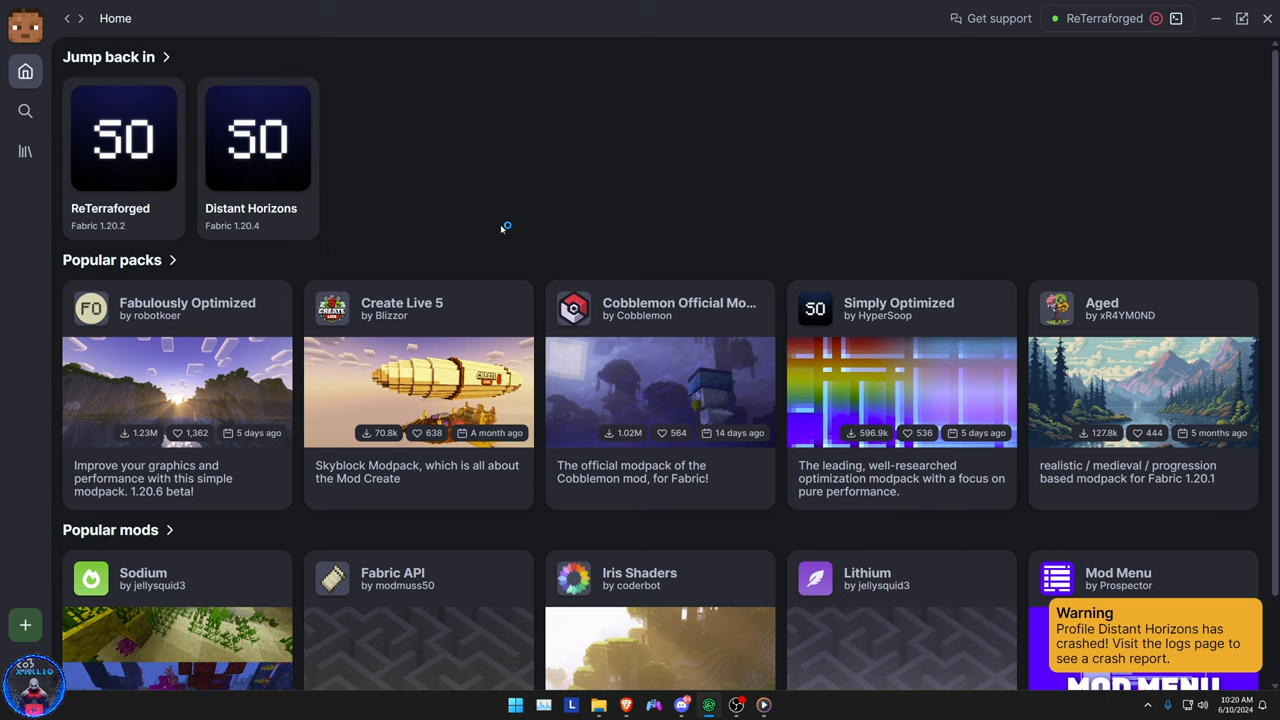 Home
Get support
ReTerraforged
Jump back in
SO
SO
ReTerraforged
Fabric 1.20.2
Distant Horizons
Fabric 1.20.4
Popular packs
FO
Fabulously Optimized
by robotkoer
1.23M
1,362
5 days ago
Improve your graphics and
performance with this simple
modpack. 1.20.6 beta!
CREATE
LIVE
Create Live 5
by Blizzor
70.8k
638
A month ago
Skyblock Modpack, which is all about
the Mod Create
Cobblemon Official Mo...
by Cobblemon
1.02M
564
14 days ago
The official modpack of the
Cobblemon mod, for Fabric!
SO
Simply Optimized
by HyperSoop
596.9k
536
5 days ago
The leading, well-researched
optimization modpack with a focus on
pure performance.
Aged
by xR4YM0ND
127.8k
444
5 months ago
realistic / medieval / progression
based modpack for Fabric 1.20.1
Popular mods
Sodium
by jellysquid3
Fabric API
by modmuss50
Iris Shaders
by coderbot
Lithium
by jellysquid3
Mod Menu
by Prospector
MOD MENU
Warning
Profile Distant Horizons has
crashed! Visit the logs page to
see a crash report.
L
10:20 AM
6/10/2024